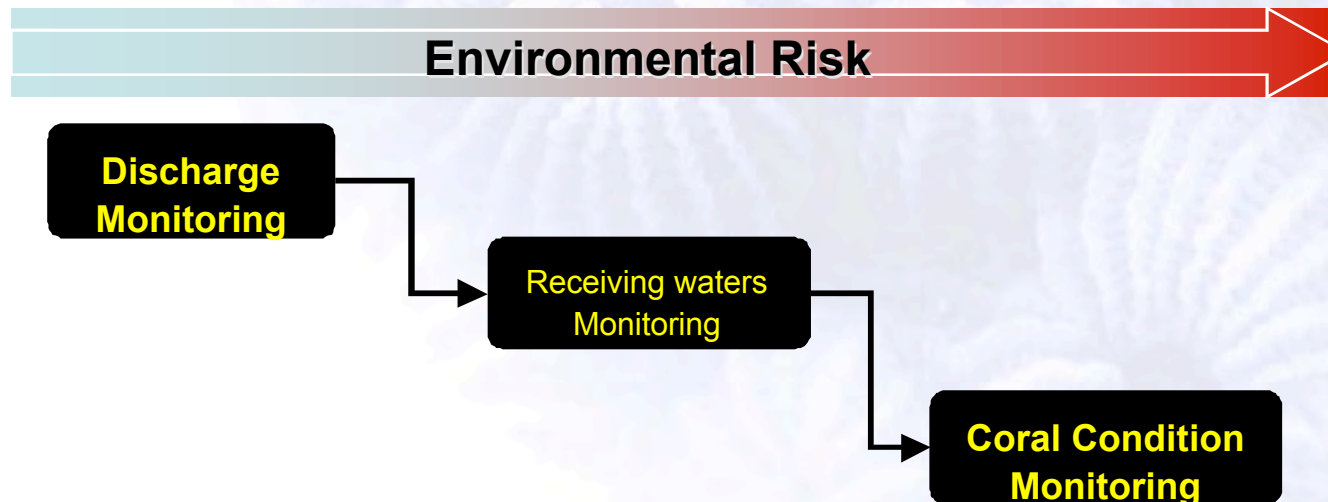 Environmental Risk
Discharge
Monitoring
Receiving waters
Monitoring
Coral Condition
Monitoring